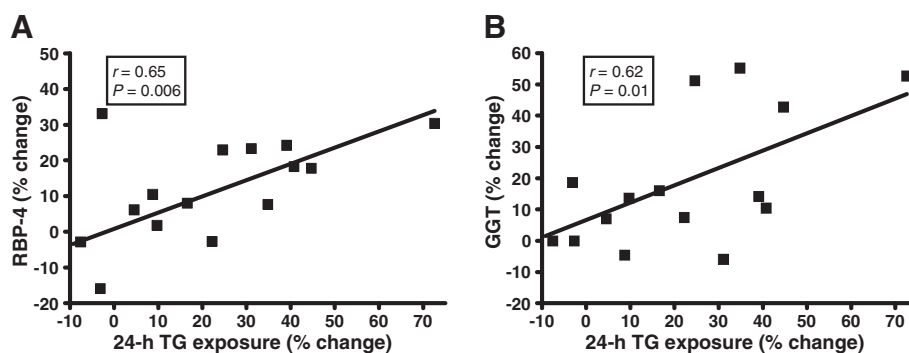 A
50
40
30
20
10
0
-10
-20
RBP-4 (% change)
r = 0.65
P = 0.006
-10 0 10 20 30 40 50 60 70
24-h TG exposure (% change)
B
60
50
40
30
20
10
0
-10
-20
GGT (% change)
r = 0.62
P = 0.01
-10 0 10 20 30 40 50 60 70
24-h TG exposure (% change)